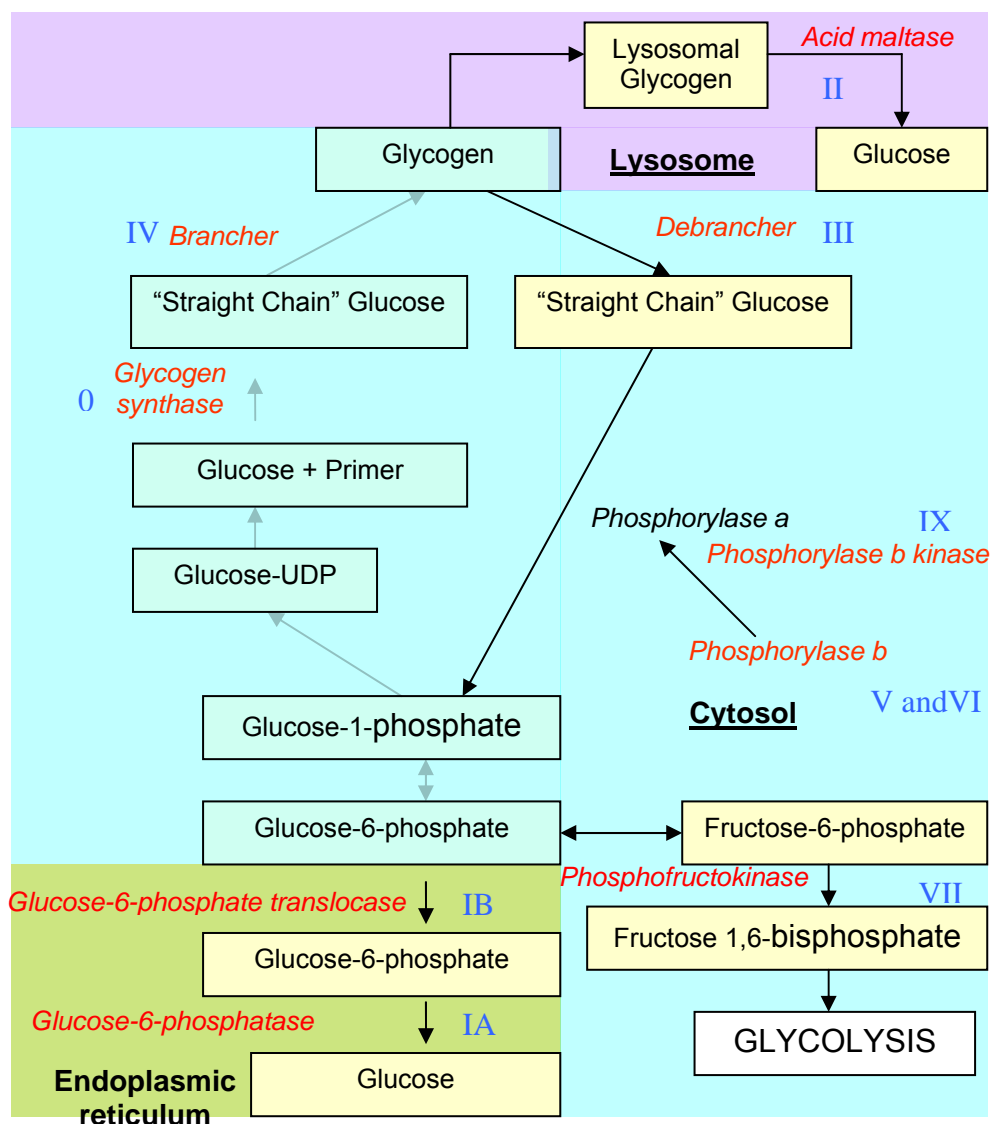 Lysosomal
Glycogen
Acid maltase
II
Glycogen
Lysosome
Glucose
IV
Brancher
Debrancher
III
“Straight Chain” Glucose
“Straight Chain” Glucose
Glycogen
synthase
0
Glucose + Primer
Phosphorylase a
IX
Phosphorylase b kinase
Glucose-UDP
Phosphorylase b
V andVI
Glucose-1-phosphate
Cytosol
Glucose-6-phosphate
Fructose-6-phosphate
Phosphofructokinase
VII
Glucose-6-phosphate translocase
IB
Fructose 1,6-bisphosphate
Glucose-6-phosphate
Glucose-6-phosphatase
IA
GLYCOLYSIS
Glucose
Endoplasmic
reticulum